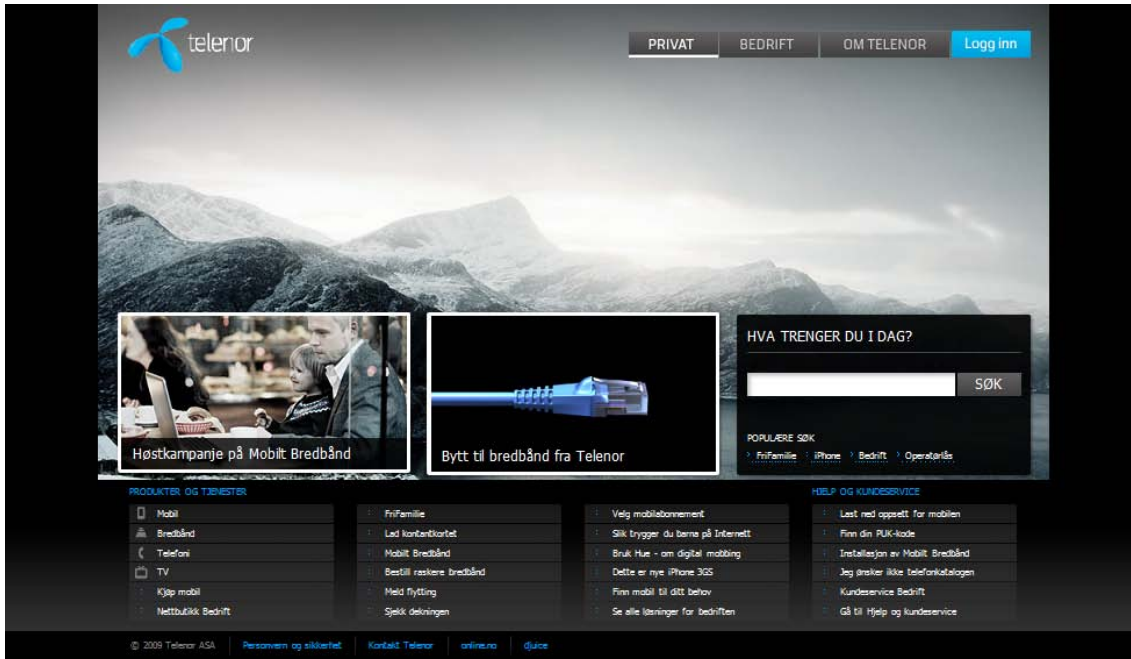 telenor
PRIVAT BEDRIFT OM TELENOR Logg inn
Høstkampanje på Mobilt Bredbånd
Bytt til bredbånd fra Telenor
HVA TRENGER DU I DAG?
SØK
POPULÆRE SØK
FriFamilie iPhone Bedrift Operatørlås
PRODUKTER OG TJENESTER
Mobil
Bredbånd
Telefoni
TV
Kjøp mobil
Nettbutikk Bedrift
FriFamilie
Lad kontantkortet
Mobilt Bredbånd
Bestill raskere bredbånd
Meld flytting
Sjekk dekningen
Velg mobilabonnement
Slik trygger du barna på Internett
Bruk Hue - om digital mobbing
Dette er nye iPhone 3GS
Finn mobil til ditt behov
Se alle løsninger for bedriften
HJELP OG KUNDESERVICE
Last ned oppsett for mobilen
Finn din PUK-kode
Installasjon av Mobilt Bredbånd
Jeg ønsker ikke telefonkatalogen
Kundeservice Bedrift
Gå til Hjelp og kundeservice
© 2009 Telenor ASA Personvern og sikkerhet Kontakt Telenor online.no djuice